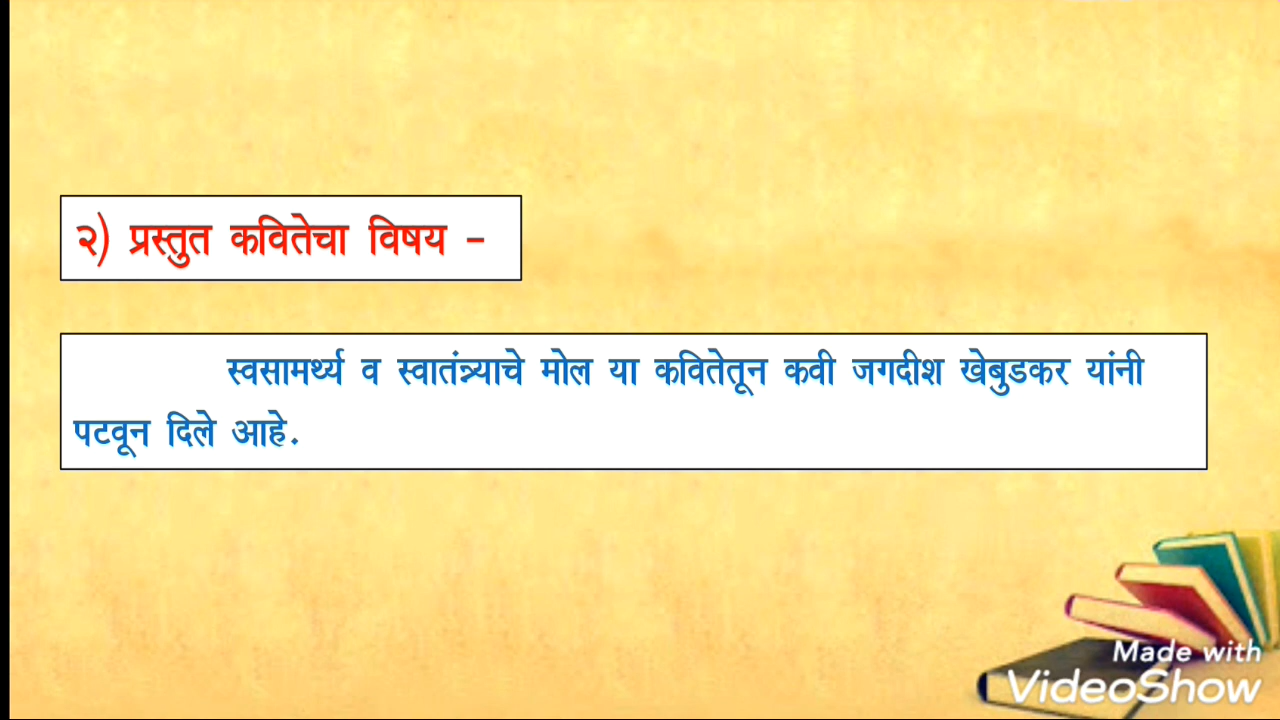 २) प्रस्तुत कवितेचा विषय -
स्वसामर्थ्य व स्वातंत्र्याचे मोल या कवितेतून कवी जगदीश खेबुडकर यांनी
पटवून दिले आहे.
Made with
VideoShow